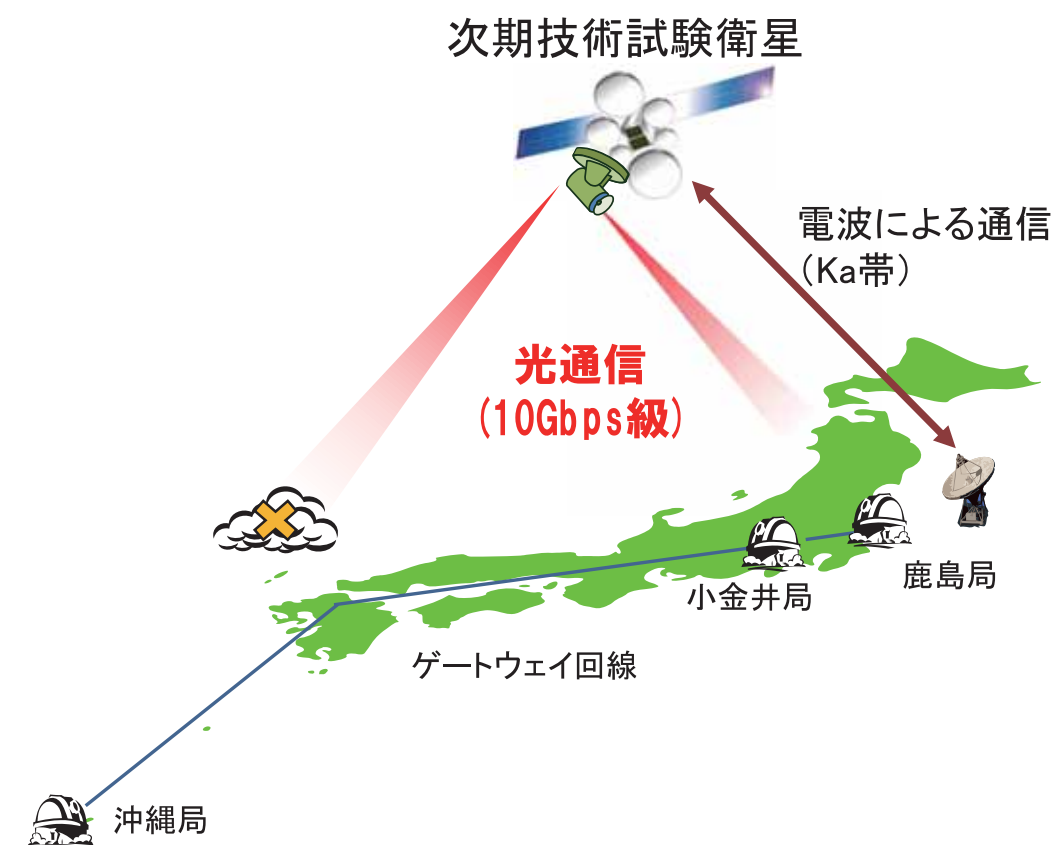 次期技術試験衛星
電波による通信
（Ka帯）
光通信
(10Gbps級)
鹿島局
小金井局
ゲートウェイ回線
沖縄局